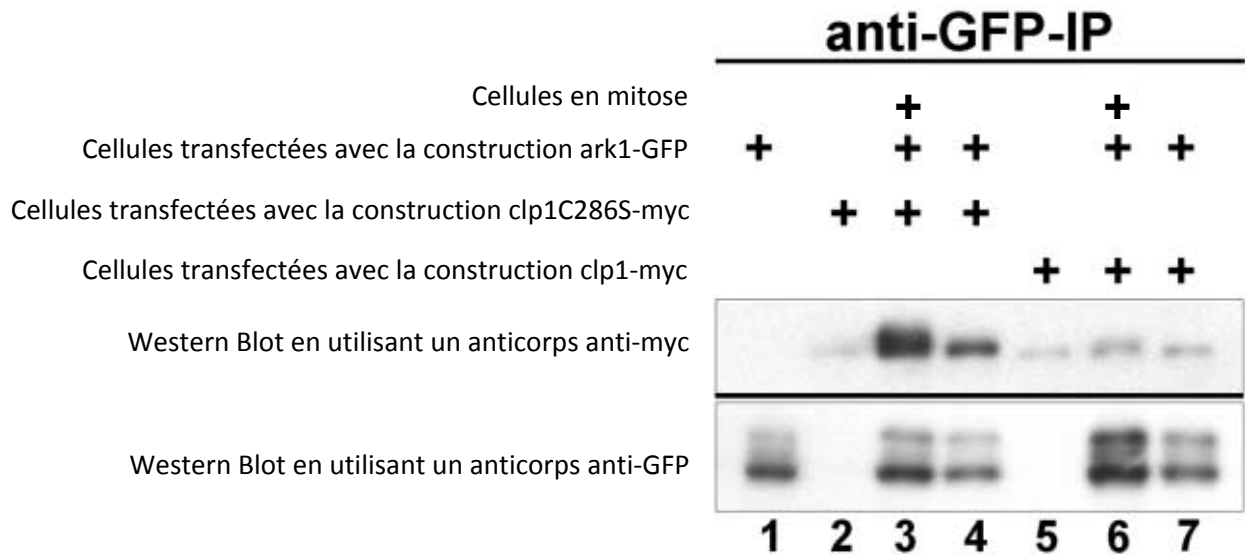 anti-GFP-IP
Cellules en mitose + +
Cellules transfectées avec la construction ark1-GFP + + + + +
Cellules transfectées avec la construction clp1C286S-myc + + +
Cellules transfectées avec la construction clp1-myc + + +
Western Blot en utilisant un anticorps anti-myc
Western Blot en utilisant un anticorps anti-GFP
1 2 3 4 5 6 7